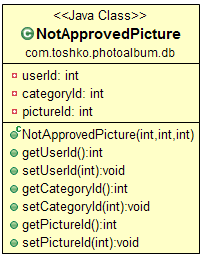 <<Java Class>>
NotApprovedPicture
com.toshko.photoalbum.db
userId: int
categoryId: int
pictureId: int
NotApprovedPicture(int,int,int)
getUserId():int
setUserId(int):void
getCategoryId():int
setCategoryId(int):void
getPictureId():int
setPictureId(int):void